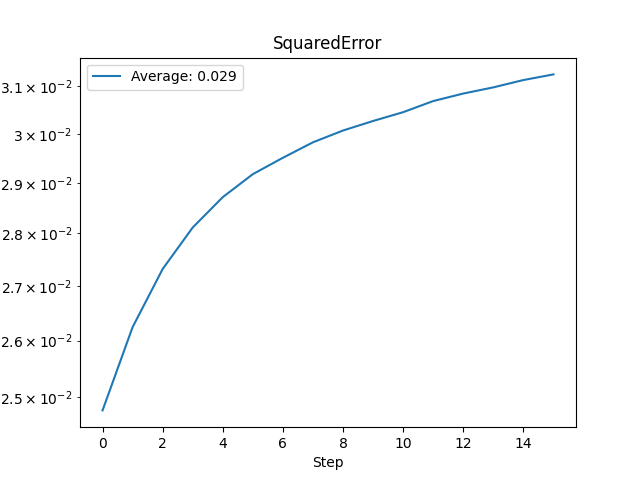 SquaredError
Average: 0.029
3.1 × 10⁻²
3 × 10⁻²
2.9 × 10⁻²
2.8 × 10⁻²
2.7 × 10⁻²
2.6 × 10⁻²
2.5 × 10⁻²
0 2 4 6 8 10 12 14
Step